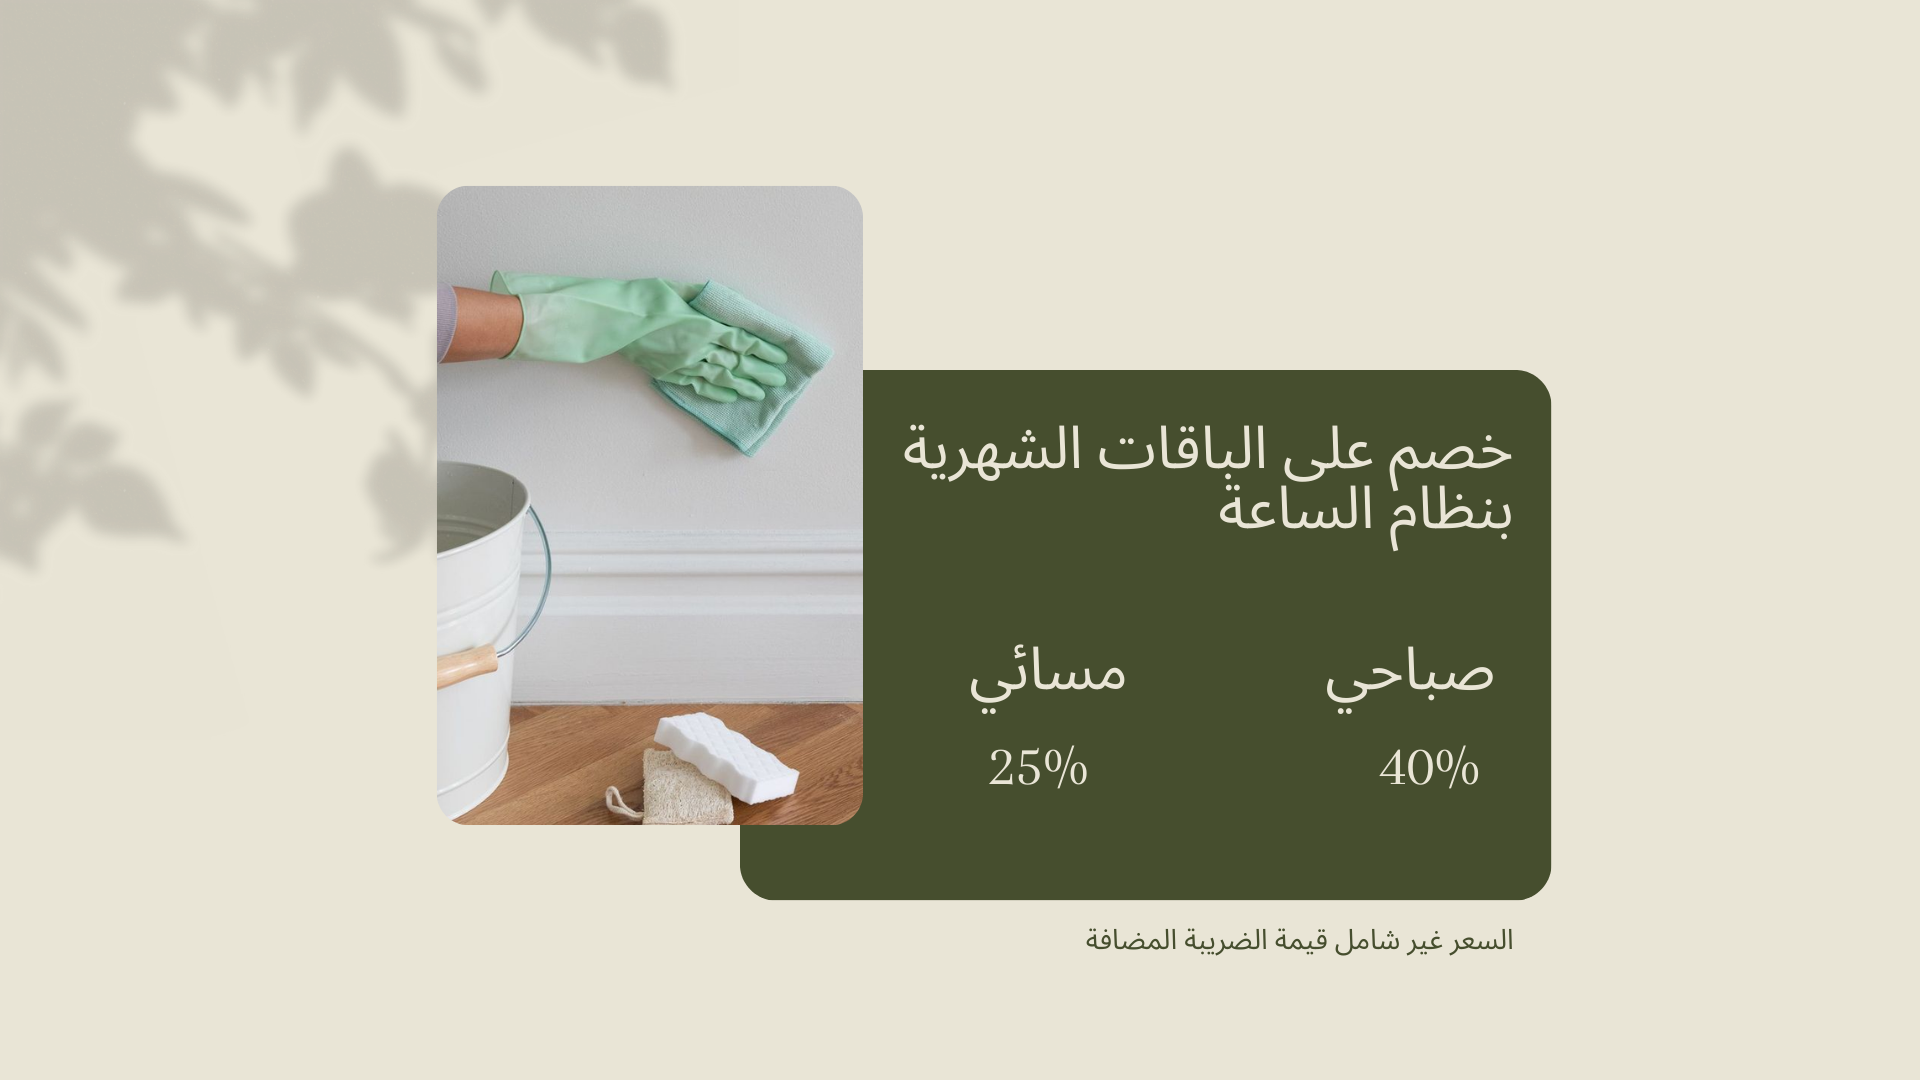 خصم على الباقات الشهرية
بنظام الساعة
صباحي مسائي
40% 25%
السعر غير شامل قيمة الضريبة المضافة